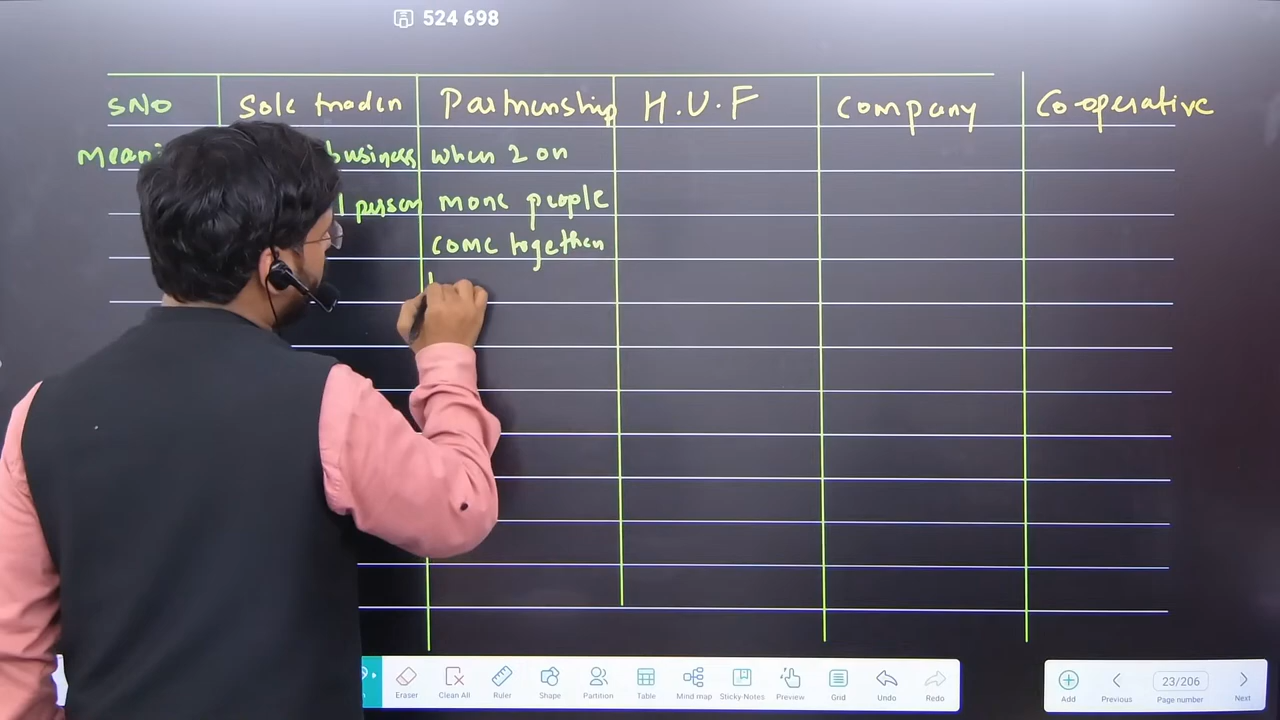 524 698
SNO Sole trader Partnership H.U.F Company Co-operative
business when 2 or
1 person more people
come together
Eraser Clean All Ruler Shape Partition Table Mind map Sticky Notes Preview Grid Undo Redo Add Previous 23/206 Page number Next